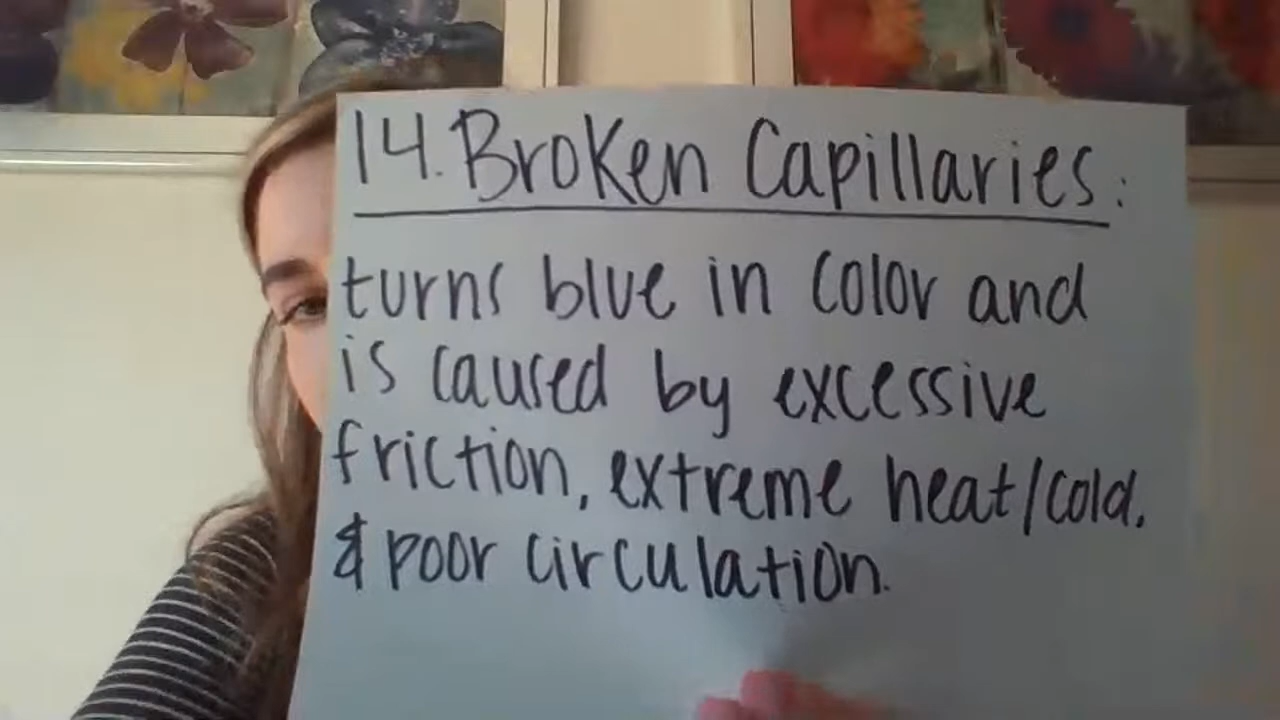 14. Broken Capillaries:
turns blue in color and
is caused by excessive
friction, extreme heat/cold,
& poor circulation.